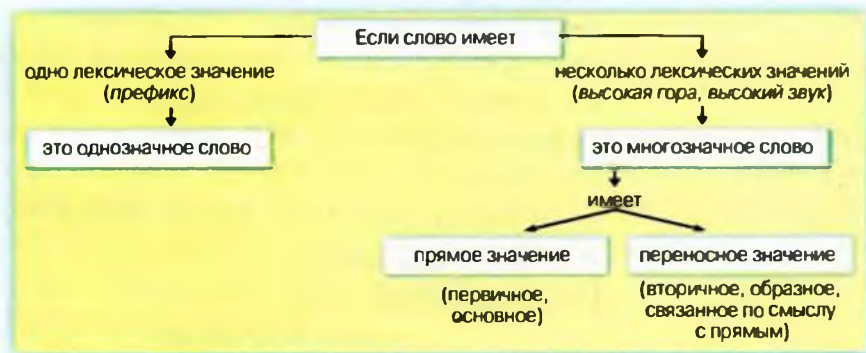 Если слово имеет
одно лексическое значение
(префикс)
несколько лексических значений
(высокая гора, высокий звук)
это однозначное слово
это многозначное слово
имеет
прямое значение
переносное значение
(первичное,
основное)
(вторичное, образное,
связанное по смыслу
с прямым)